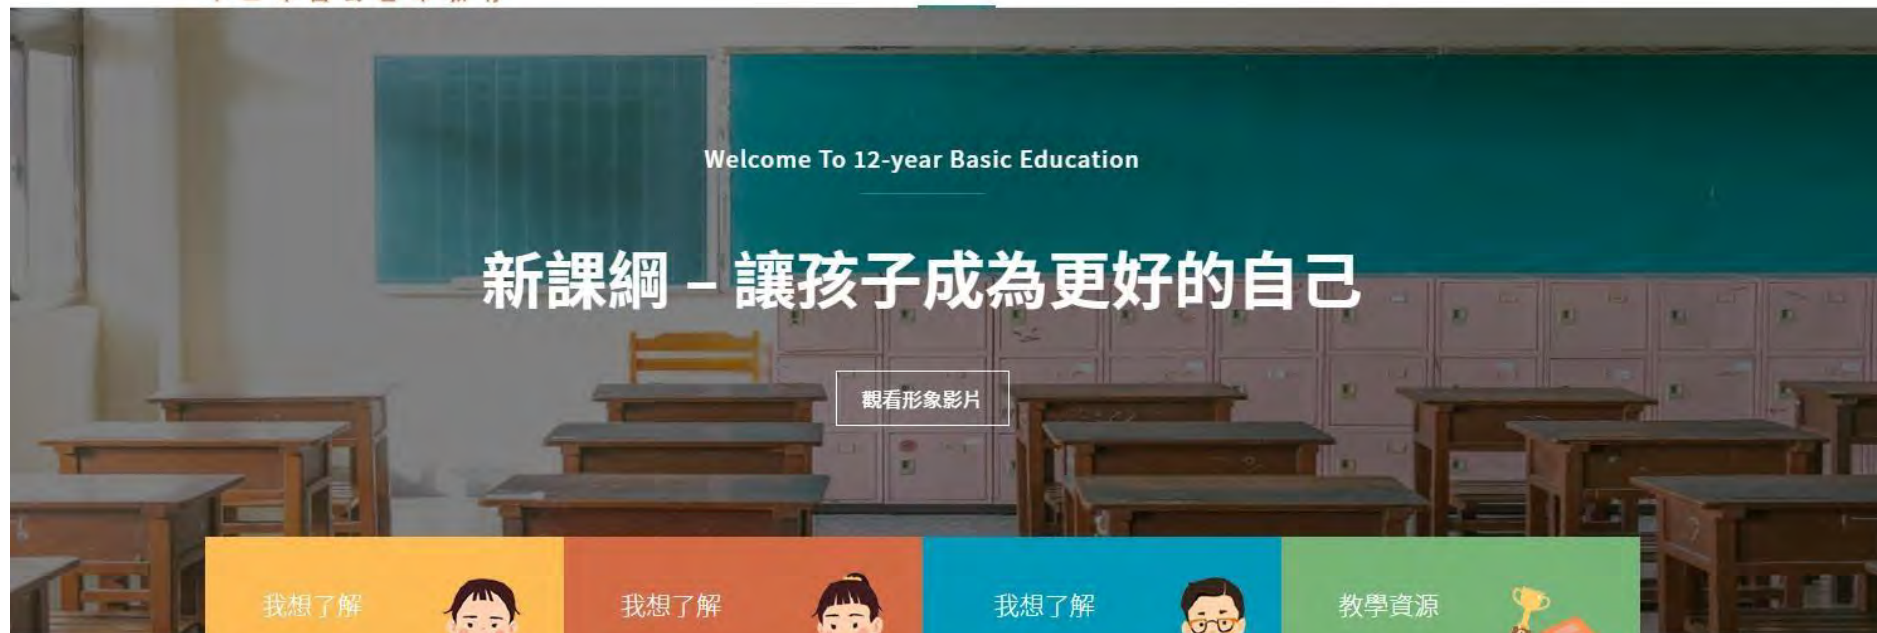 Welcome To 12-year Basic Education
新課綱 – 讓孩子成為更好的自己
觀看形象影片
我想了解
我想了解
我想了解
教學資源